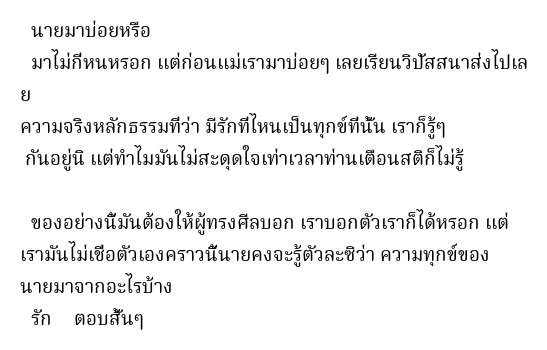 นายมาบ่อยหรือ
มาไม่กี่หนหรอก แต่ก่อนแม่เรามาบ่อยๆ เลยเรียนวิปัสสนาส่งไปเล
ย
ความจริงหลักธรรมที่ว่า มีรักที่ไหนเป็นทุกข์ที่นั้น เราก็รู้ๆ
กันอยู่นิ แต่ทำไมมันไม่สะดุดใจเท่าเวลาท่านเตือนสติก็ไม่รู้
ของอย่างนี้มันต้องให้ผู้ทรงศีลบอก เราบอกตัวเราก็ได้หรอก แต่
เรามันไม่เชื่อตัวเองคราวนี้นายคงจะรู้ตัวละซิว่า ความทุกข์ของ
นายมาจากอะไรบ้าง
รัก ตอบสั้นๆ